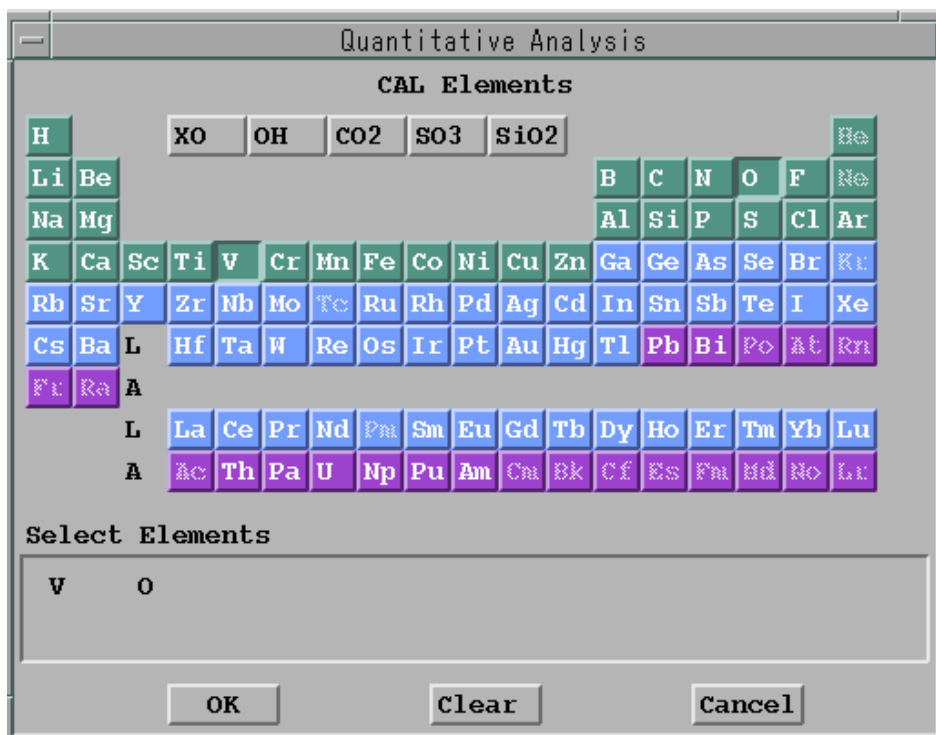 Quantitative Analysis
CAL Elements
H XO OH CO2 SO3 SiO2 He
Li Be B C N O F Ne
Na Mg Al Si P S Cl Ar
K Ca Sc Ti V Cr Mn Fe Co Ni Cu Zn Ga Ge As Se Br Kr
Rb Sr Y Zr Nb Mo Tc Ru Rh Pd Ag Cd In Sn Sb Te I Xe
Cs Ba L Hf Ta W Re Os Ir Pt Au Hg Tl Pb Bi Po At Rn
Fr Ra A
L La Ce Pr Nd Pm Sm Eu Gd Tb Dy Ho Er Tm Yb Lu
A Ac Th Pa U Np Pu Am Cm Bk Cf Es Fm Md No Lr
Select Elements
V O
OK Clear Cancel